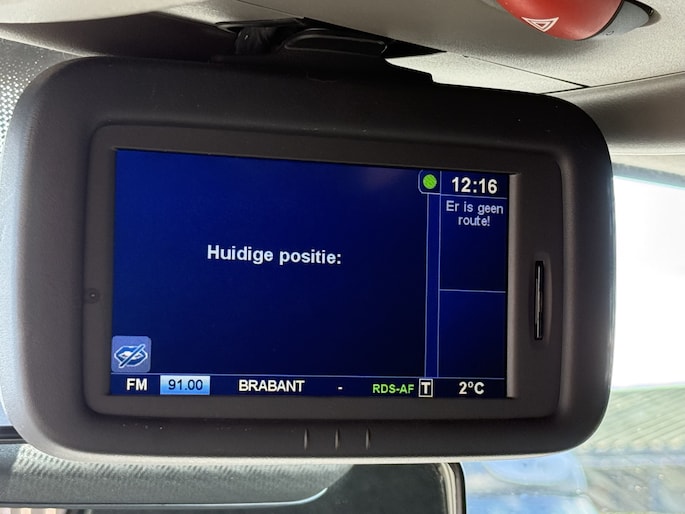 12:16
Er is geen
route!
Huidige positie:
FM 91.00 BRABANT - RDS-AF T 2°C